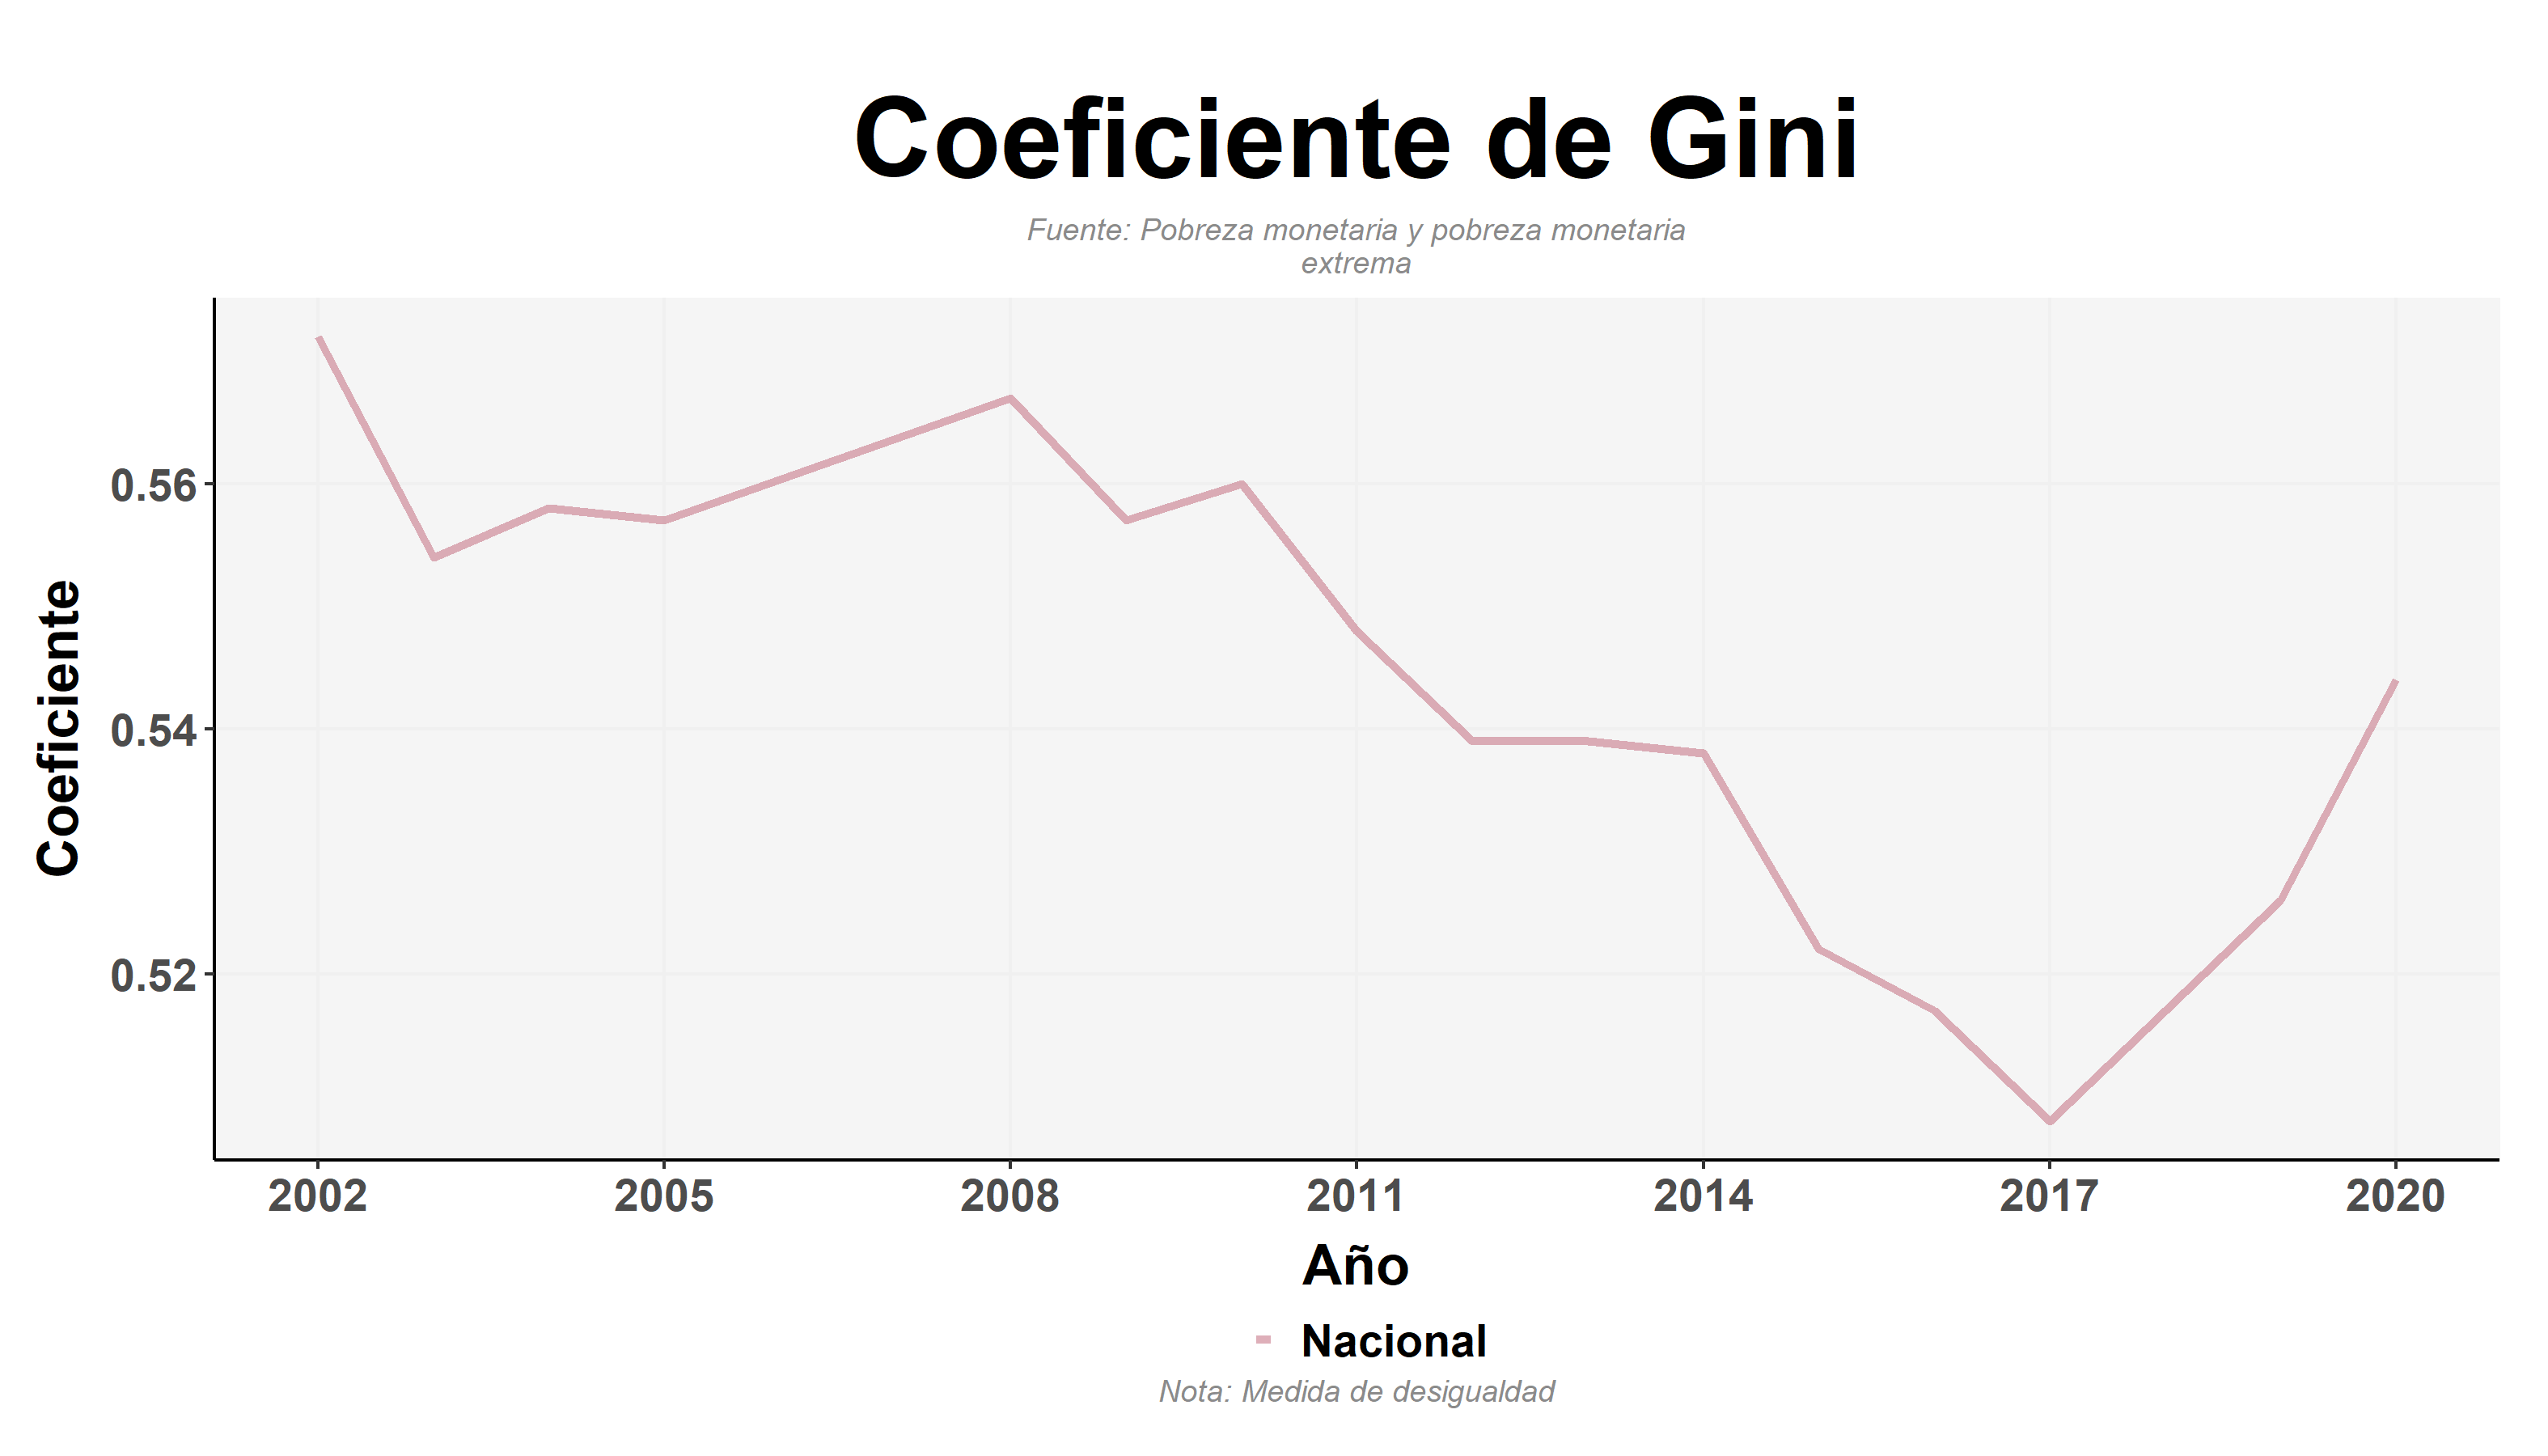 Coeficiente de Gini
Fuente: Pobreza monetaria y pobreza monetaria
extrema
Coeficiente
0.56
0.54
0.52
2002 2005 2008 2011 2014 2017 2020
Año
Nacional
Nota: Medida de desigualdad